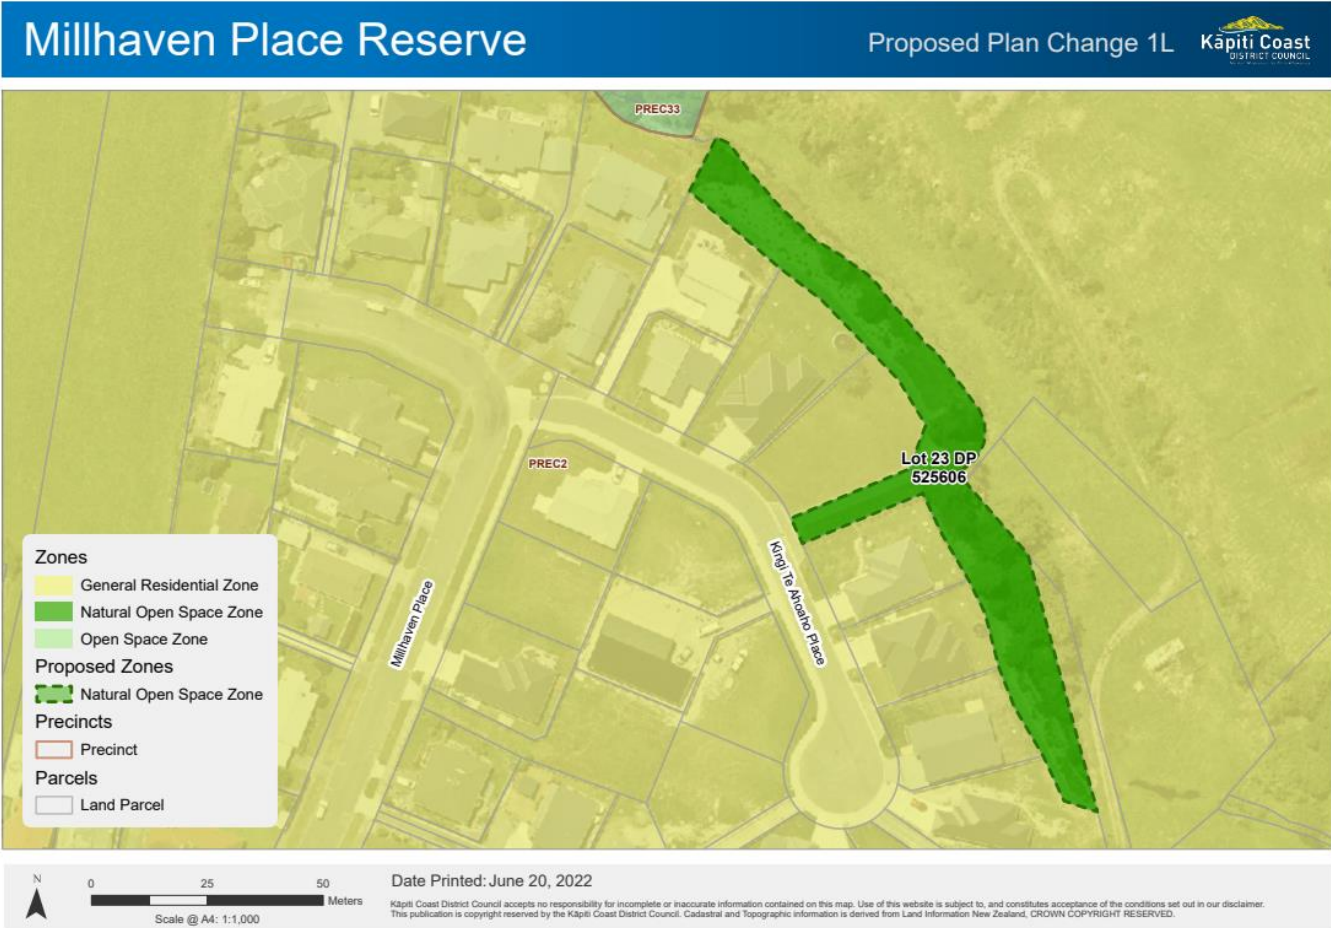 Millhaven Place Reserve
Proposed Plan Change 1L
Kāpiti Coast
DISTRICT COUNCIL
PREC33
Lot 23 DP
525606
PREC2
Kingi Te Ahoaho Place
Millhaven Place
Zones
General Residential Zone
Natural Open Space Zone
Open Space Zone
Proposed Zones
Natural Open Space Zone
Precincts
Precinct
Parcels
Land Parcel
N
0 25 50
Meters
Scale @ A4: 1:1,000
Date Printed: June 20, 2022
Kāpiti Coast District Council accepts no responsibility for incomplete or inaccurate information contained on this map. Use of this website is subject to, and constitutes acceptance of the conditions set out in our disclaimer.
This publication is copyright reserved by the Kāpiti Coast District Council. Cadastral and Topographic information is derived from Land Information New Zealand, CROWN COPYRIGHT RESERVED.